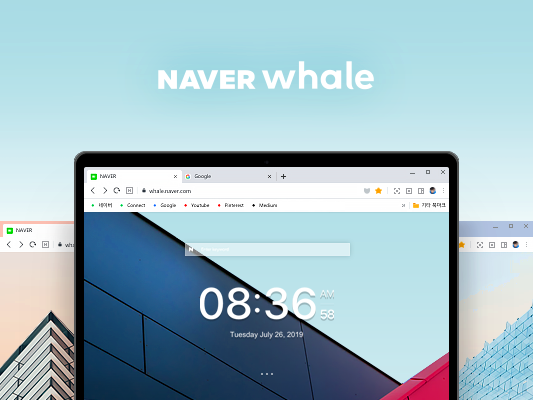 NAVER whale
NAVER
Google
whale.naver.com
네이버
Connect
Google
Youtube
Pinterest
Medium
기타 북마크
NAVER
08:36 AM
58
Tuesday July 26, 2019